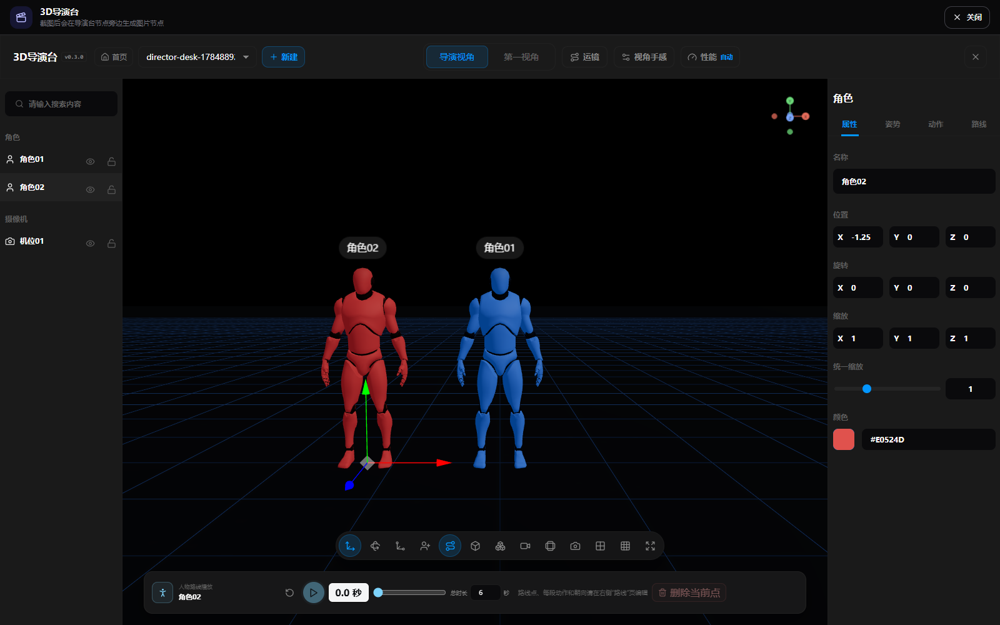 3D导演台
截图后会在导演台节点旁边生成图片节点
关闭
3D导演台 v0.3.0 首页 director-desk-1784889 新建 导演视角 第一视角 运镜 视角手感 性能 自动
请输入搜索内容
角色
角色01
角色02
摄像机
机位01
角色02 角色01
角色
属性 姿势 动作 路线
名称
角色02
位置
X -1.25 Y 0 Z 0
旋转
X 0 Y 0 Z 0
缩放
X 1 Y 1 Z 1
统一缩放
1
颜色
#E0524D
人物路线播放
角色02
0.0 秒 总时长 6 秒 路线点、每段动作和朝向请在右侧“路线”页编辑 删除当前点